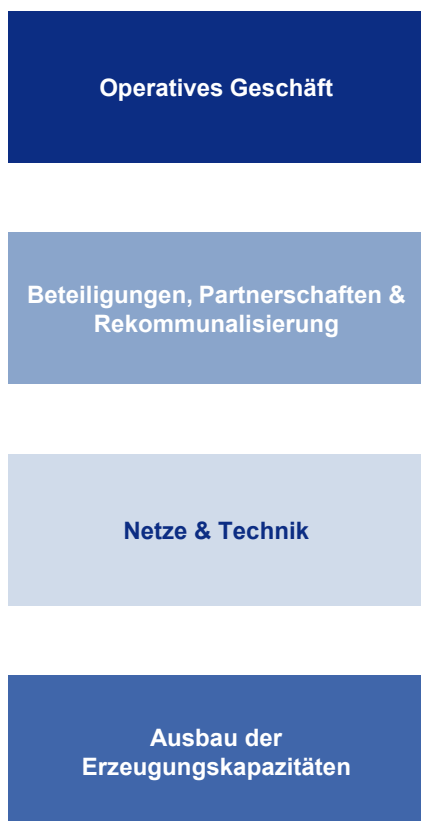 Operatives Geschäft
Beteiligungen, Partnerschaften &
Rekommunalisierung
Netze & Technik
Ausbau der
Erzeugungskapazitäten